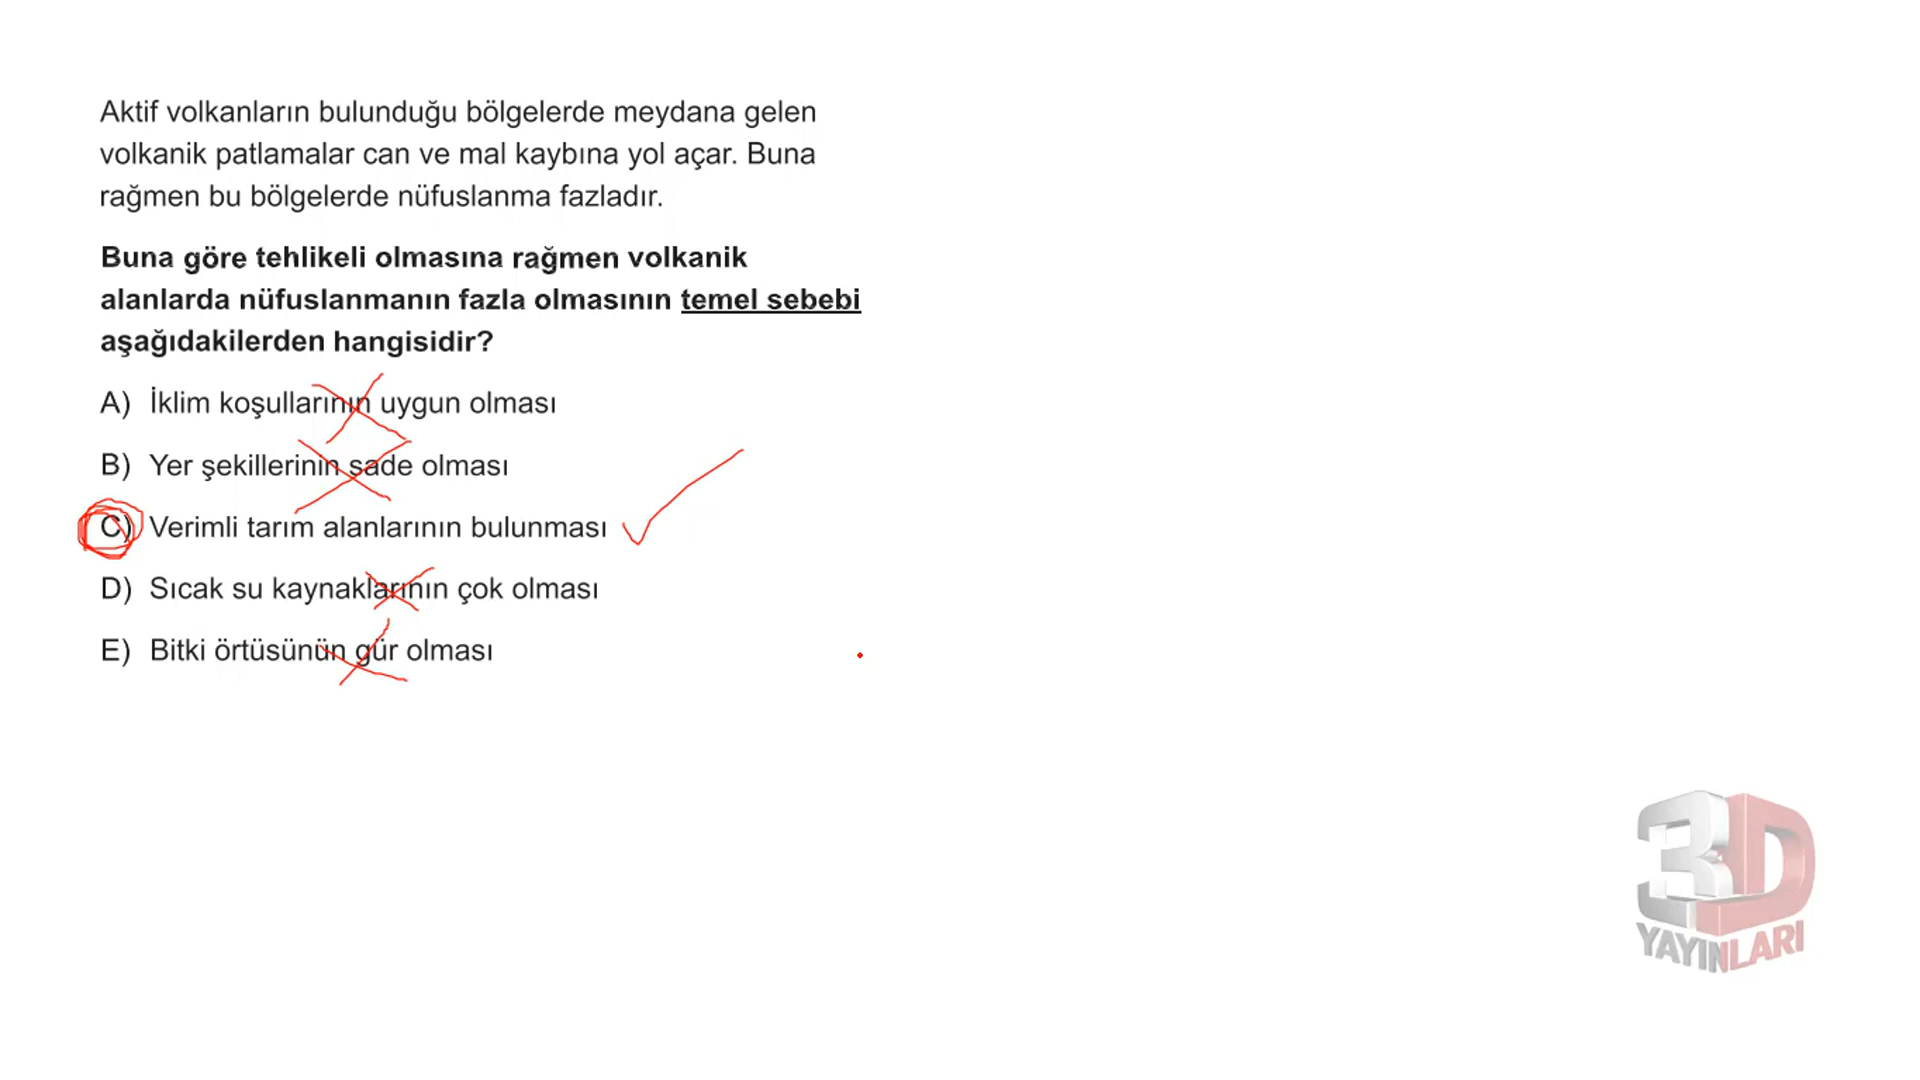 Aktif volkanların bulunduğu bölgelerde meydana gelen
volkanik patlamalar can ve mal kaybına yol açar. Buna
rağmen bu bölgelerde nüfuslanma fazladır.
Buna göre tehlikeli olmasına rağmen volkanik
alanlarda nüfuslanmanın fazla olmasının temel sebebi
aşağıdakilerden hangisidir?
A) İklim koşullarının uygun olması
B) Yer şekillerinin sade olması
C) Verimli tarım alanlarının bulunması
D) Sıcak su kaynaklarının çok olması
E) Bitki örtüsünün gür olması
3D
YAYINLARI